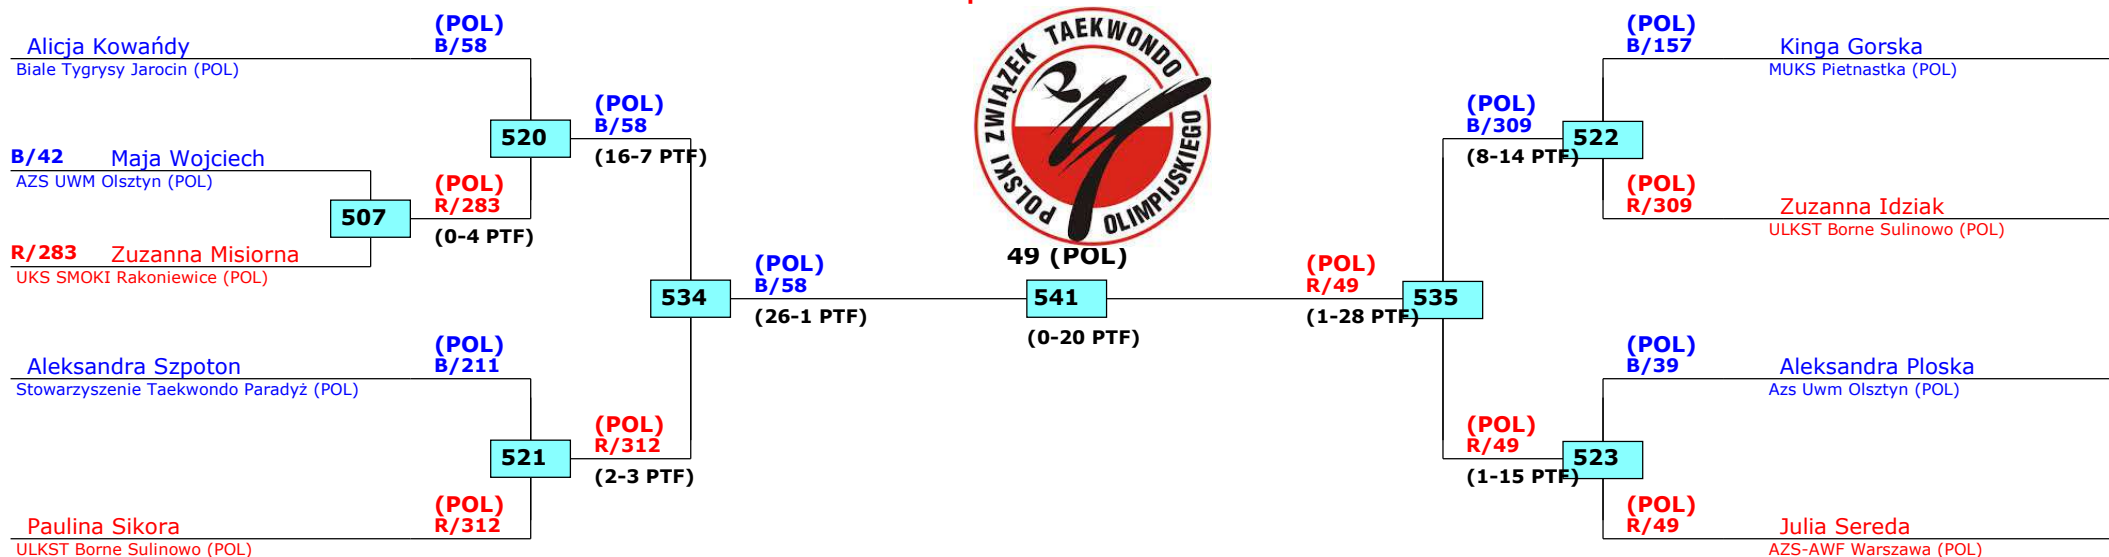 (POL)
B/58
Alicja Kowańdy
Biale Tygrysy Jarocin (POL)
B/42 Maja Wojciech
AZS UWM Olsztyn (POL)
R/283 Zuzanna Misiorna
UKS SMOKI Rakoniewice (POL)
507
(POL)
R/283
(0-4 PTF)
520
(POL)
B/58
(16-7 PTF)
(POL)
B/211
Aleksandra Szpoton
Stowarzyszenie Taekwondo Paradyż (POL)
521
(POL)
R/312
(2-3 PTF)
(POL)
R/312
Paulina Sikora
ULKST Borne Sulinowo (POL)
534
(POL)
B/58
(26-1 PTF)
POLSKI ZWIĄZEK TAEKWONDO OLIMPIJSKIEGO
49 (POL)
541
(0-20 PTF)
(POL)
R/49
(1-28 PTF)
535
(POL)
B/309
(8-14 PTF)
522
(POL)
B/157
Kinga Gorska
MUKS Pietnastka (POL)
(POL)
R/309
Zuzanna Idziak
ULKST Borne Sulinowo (POL)
(POL)
R/49
(1-15 PTF)
523
(POL)
B/39
Aleksandra Ploska
Azs Uwm Olsztyn (POL)
(POL)
R/49
Julia Sereda
AZS-AWF Warszawa (POL)